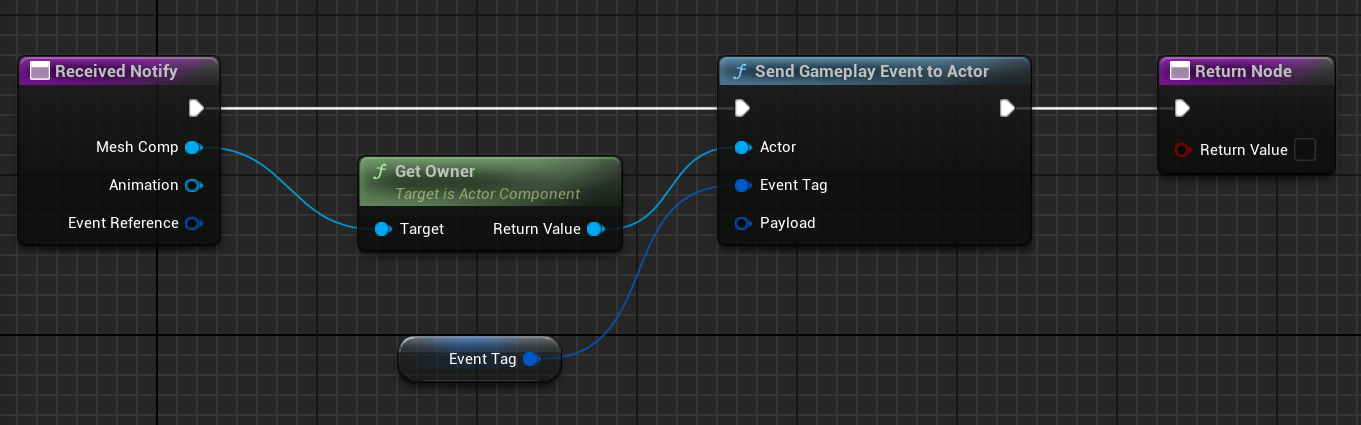 Received Notify
Mesh Comp
Animation
Event Reference
Get Owner
Target is Actor Component
Target
Return Value
Event Tag
Send Gameplay Event to Actor
Actor
Event Tag
Payload
Return Node
Return Value